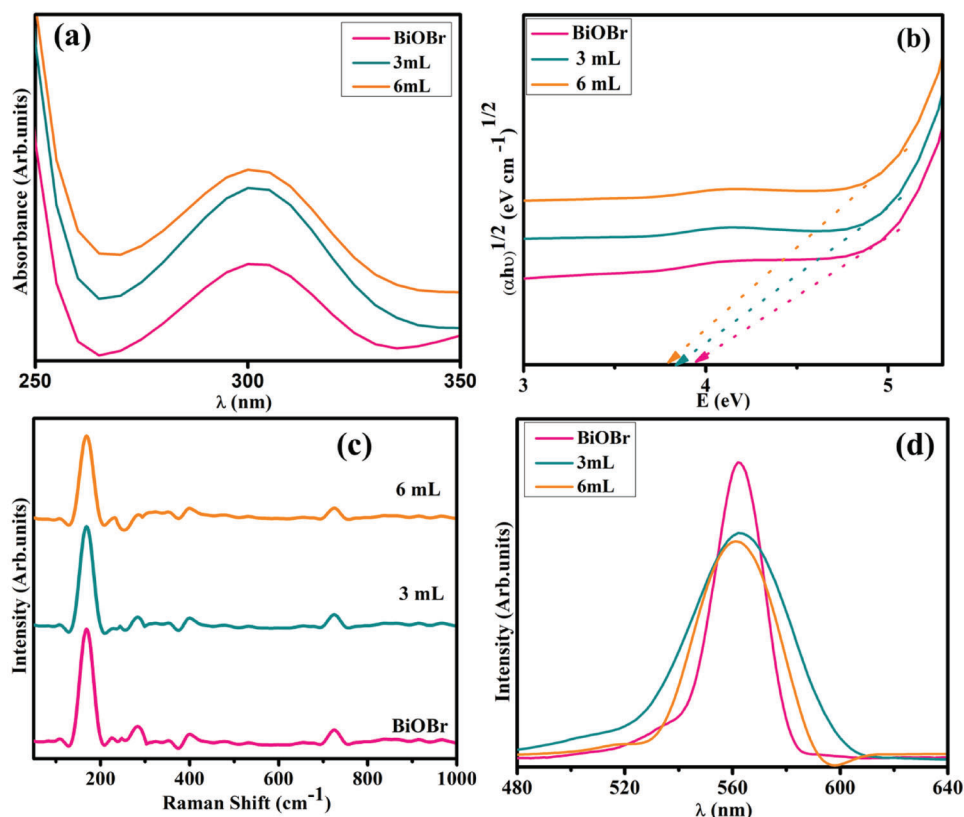 (a)
BiOBr
3mL
6mL
Absorbance (Arb.units)
250
300
350
λ (nm)
(b)
BiOBr
3 mL
6 mL
(αhυ)^1/2 (eV cm -1)^1/2
3
4
5
E (eV)
(c)
6 mL
3 mL
BiOBr
Intensity (Arb.units)
200
400
600
800
1000
Raman Shift (cm-1)
(d)
BiOBr
3mL
6mL
Intensity (Arb.units)
480
520
560
600
640
λ (nm)